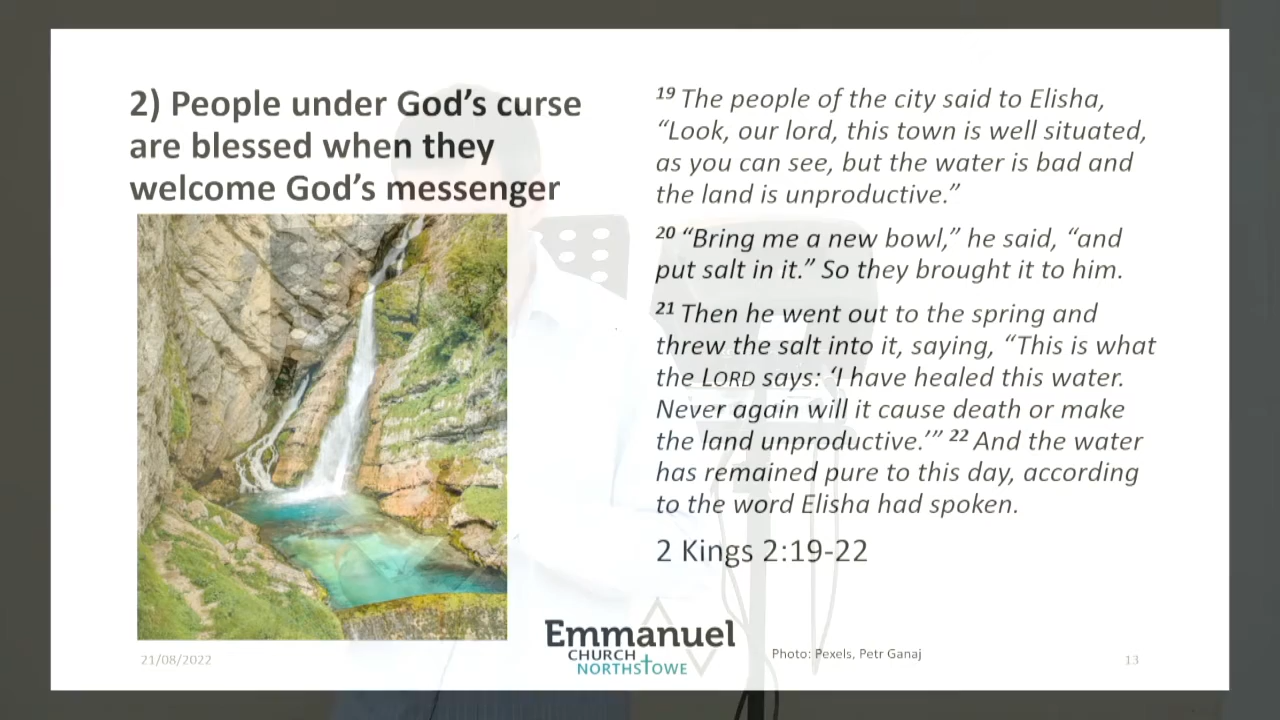 2) People under God’s curse
are blessed when they
welcome God’s messenger
19 The people of the city said to Elisha,
“Look, our lord, this town is well situated,
as you can see, but the water is bad and
the land is unproductive.”
20 “Bring me a new bowl,” he said, “and
put salt in it.” So they brought it to him.
21 Then he went out to the spring and
threw the salt into it, saying, “This is what
the LORD says: ‘I have healed this water.
Never again will it cause death or make
the land unproductive.’” 22 And the water
has remained pure to this day, according
to the word Elisha had spoken.
2 Kings 2:19-22
21/08/2022
Emmanuel
CHURCH
NORTHSTOWE
Photo: Pexels, Petr Ganaj
13